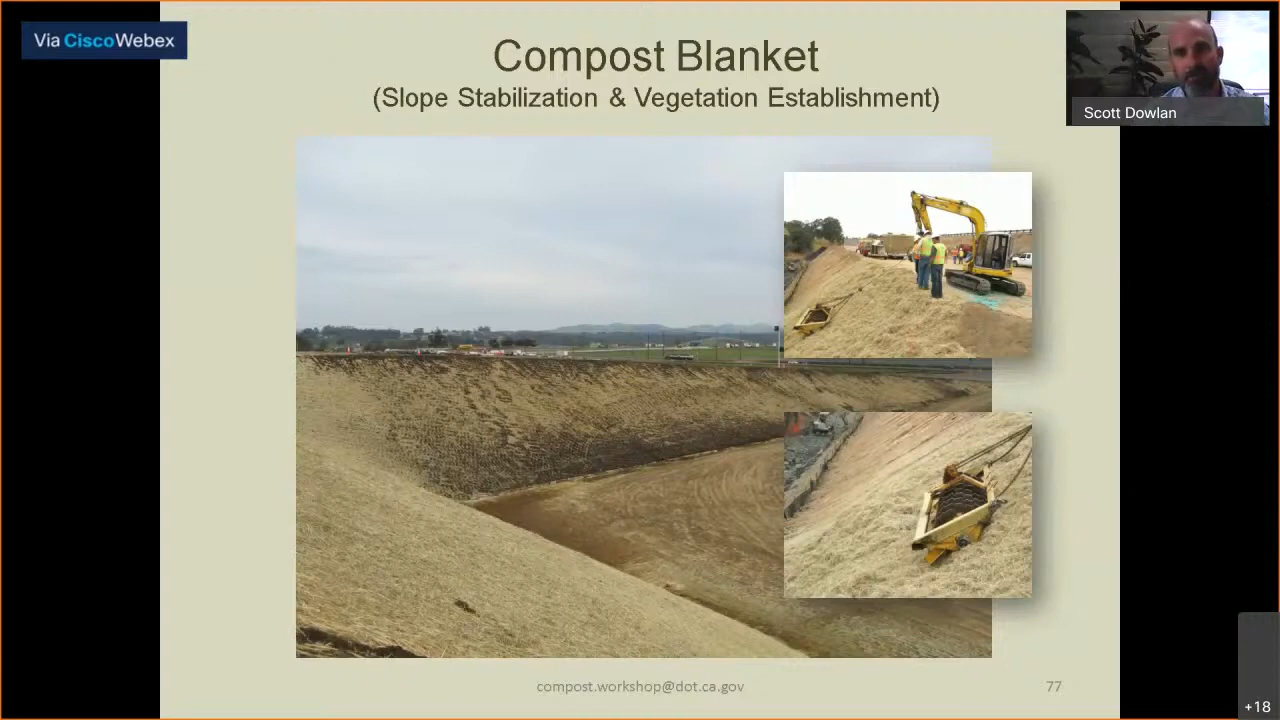 Via CiscoWebex
Compost Blanket
(Slope Stabilization & Vegetation Establishment)
Scott Dowlan
compost.workshop@dot.ca.gov
77
+18